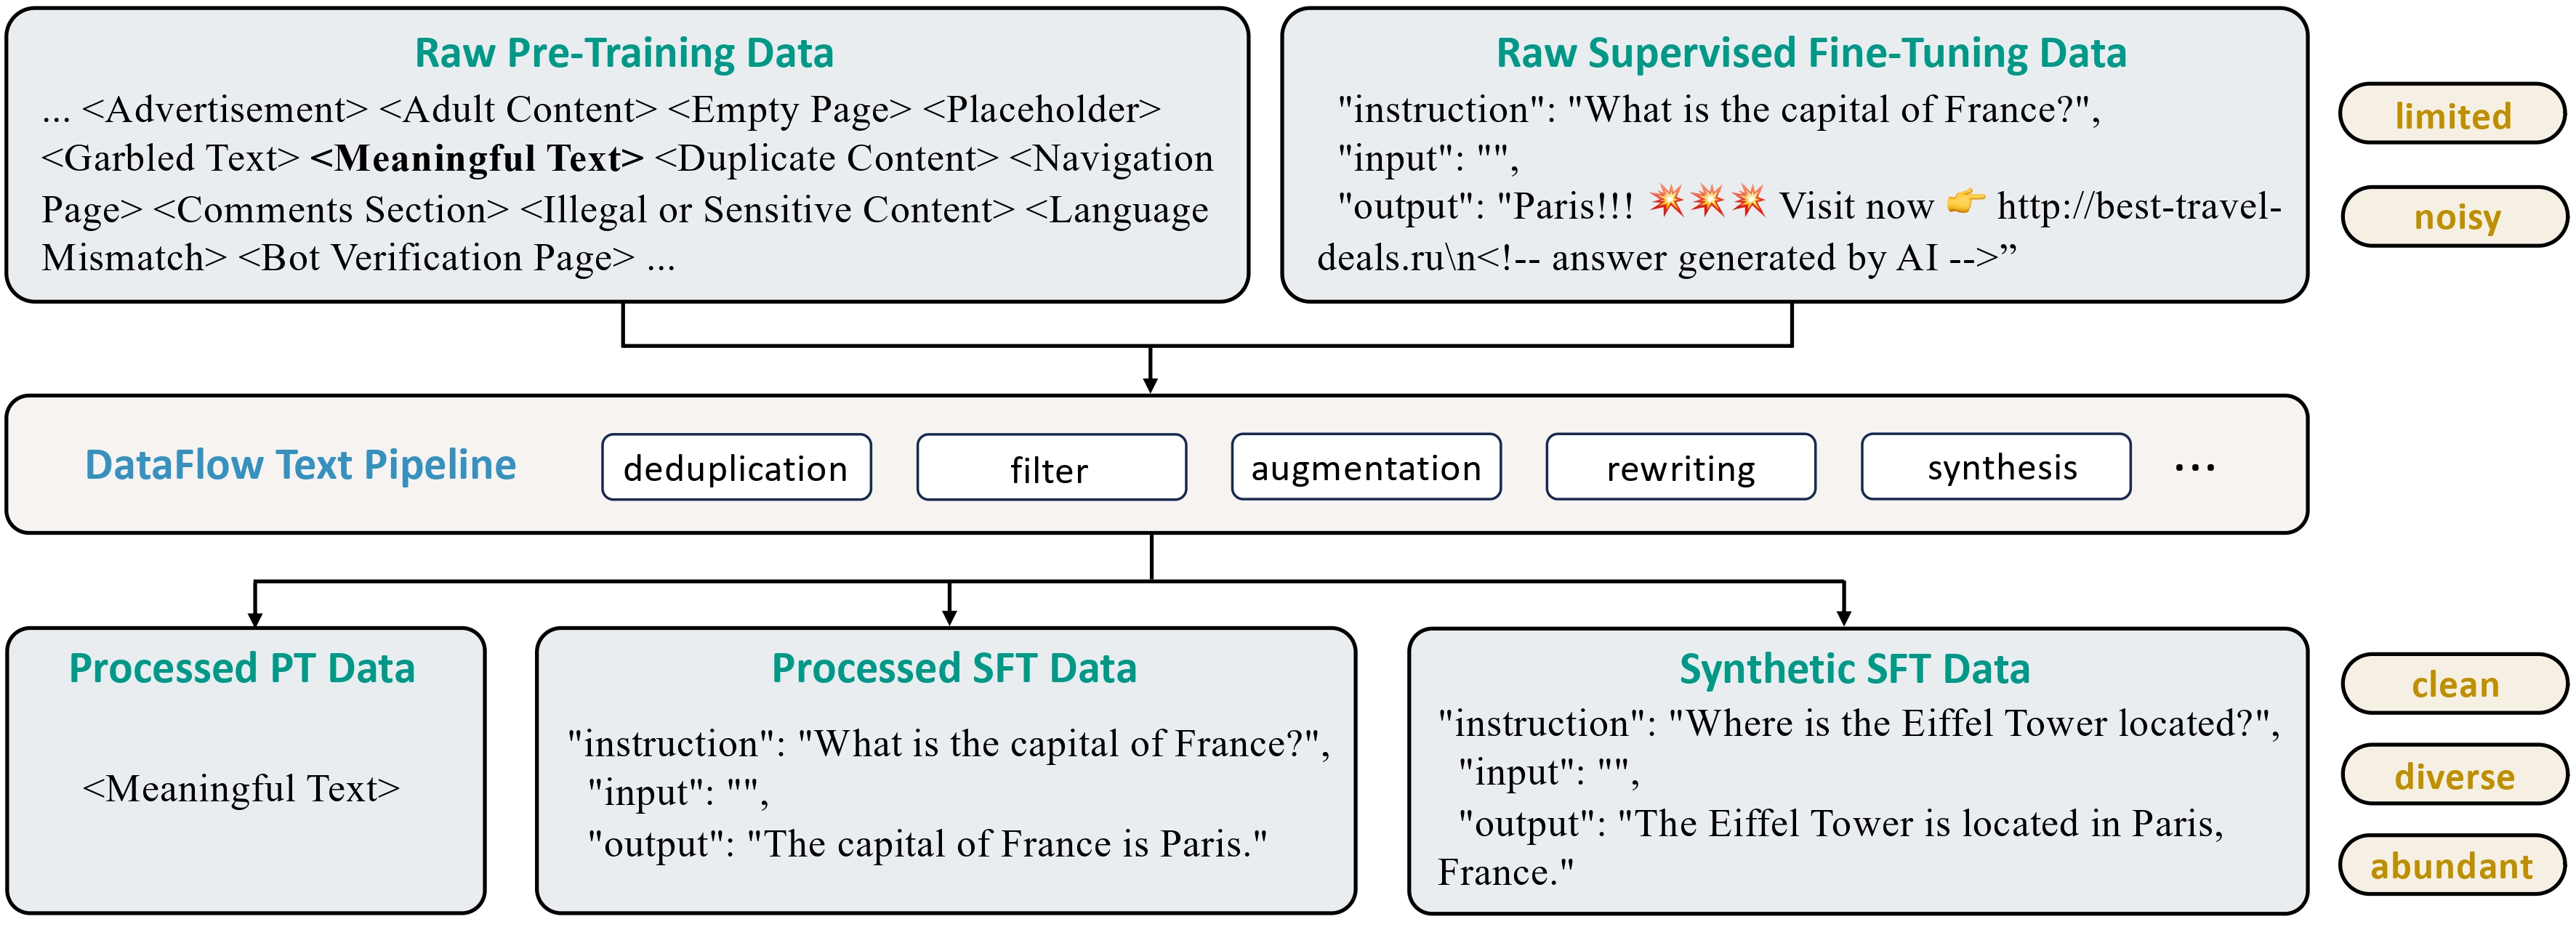 Raw Pre-Training Data
... <Advertisement> <Adult Content> <Empty Page> <Placeholder>
<Garbled Text> <Meaningful Text> <Duplicate Content> <Navigation
Page> <Comments Section> <Illegal or Sensitive Content> <Language
Mismatch> <Bot Verification Page> ...
Raw Supervised Fine-Tuning Data
"instruction": "What is the capital of France?",
"input": "",
"output": "Paris!!! 💥💥💥 Visit now 👉 http://best-travel-
deals.ru\n<!-- answer generated by AI -->”
limited
noisy
DataFlow Text Pipeline
deduplication
filter
augmentation
rewriting
synthesis
...
Processed PT Data
<Meaningful Text>
Processed SFT Data
"instruction": "What is the capital of France?",
"input": "",
"output": "The capital of France is Paris."
Synthetic SFT Data
"instruction": "Where is the Eiffel Tower located?",
"input": "",
"output": "The Eiffel Tower is located in Paris,
France."
clean
diverse
abundant